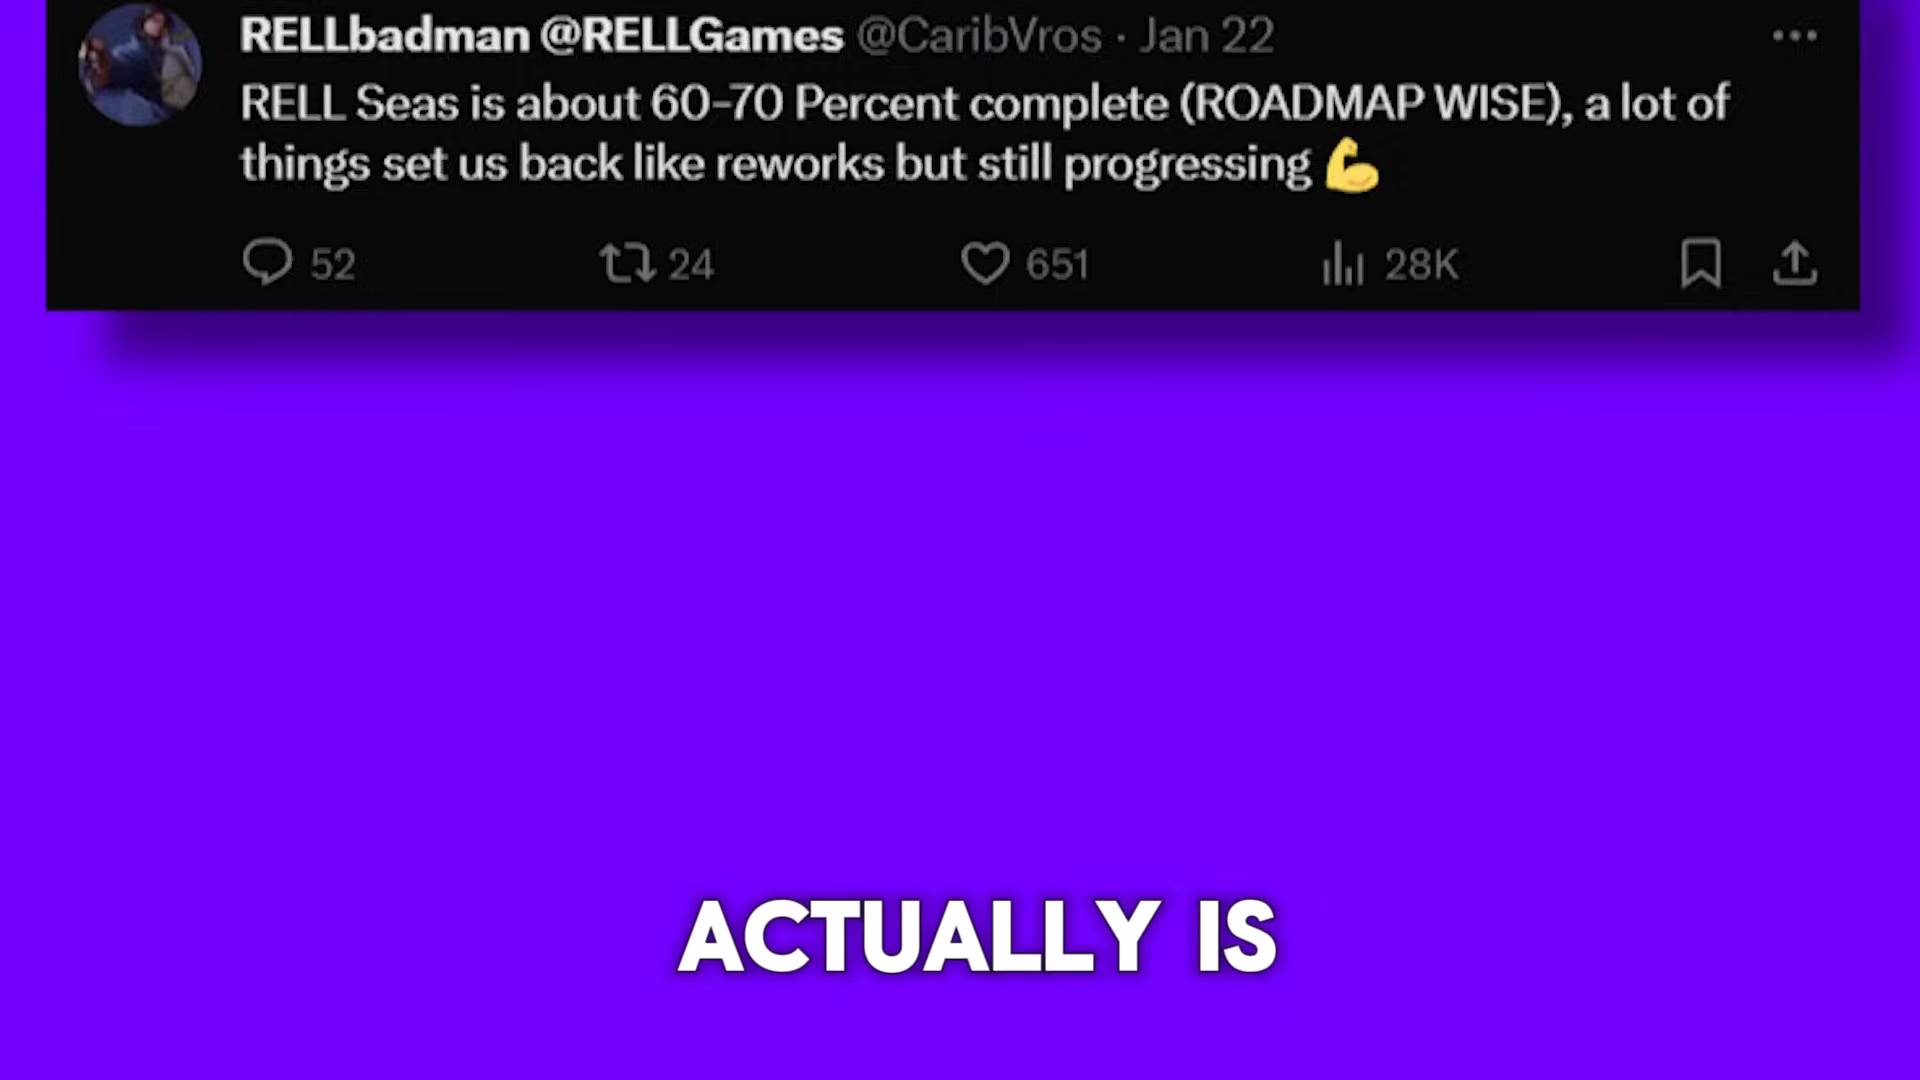 RELLbadman @RELLGames @CaribVros · Jan 22
RELL Seas is about 60-70 Percent complete (ROADMAP WISE), a lot of
things set us back like reworks but still progressing 💪
52 24 651 28K
ACTUALLY IS